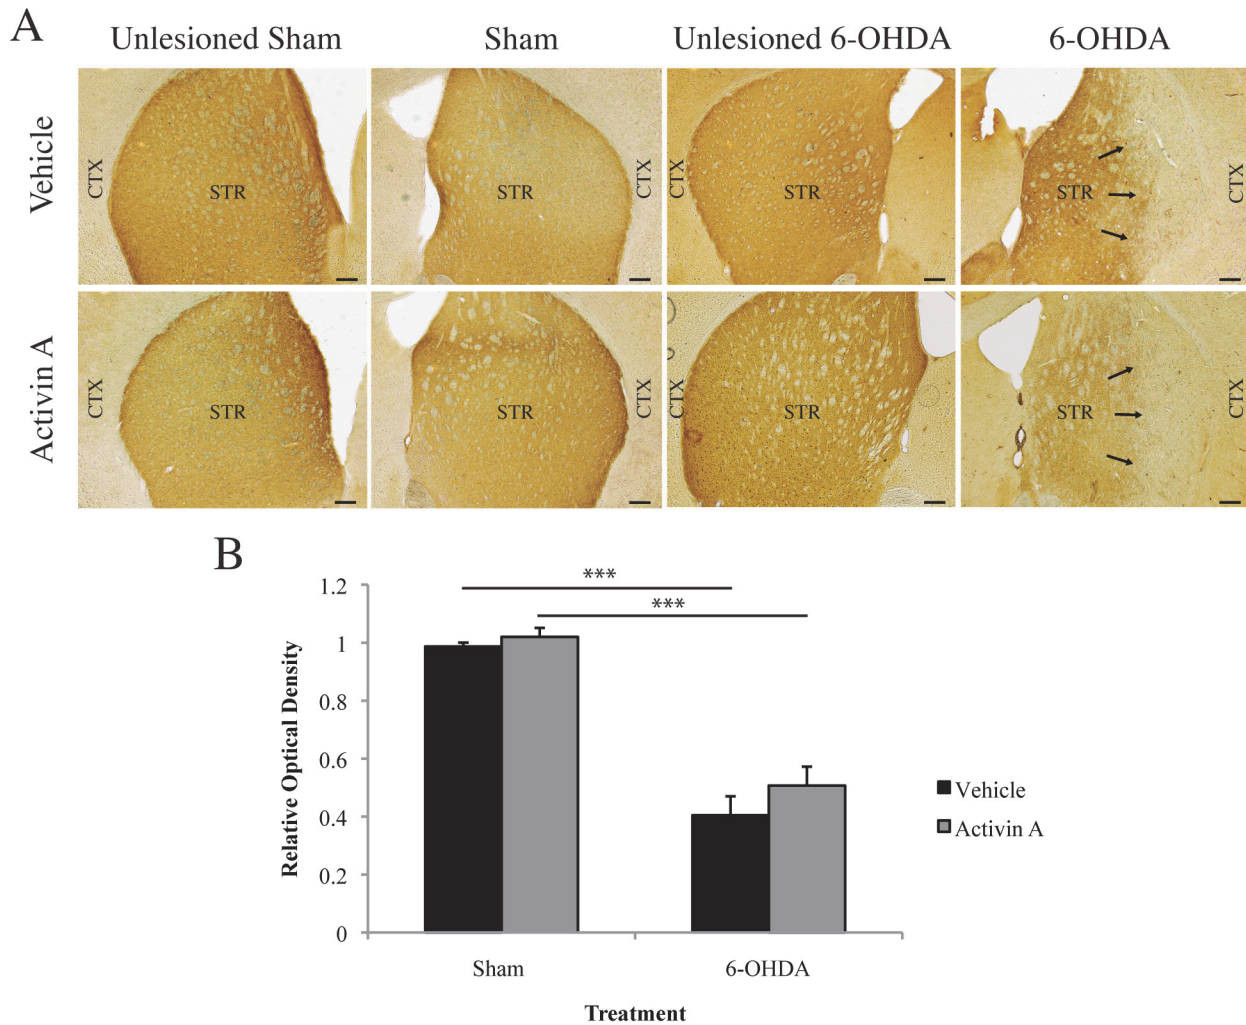 A
Unlesioned Sham
Sham
Unlesioned 6-OHDA
6-OHDA
Vehicle
CTX
STR
STR
CTX
CTX
STR
STR
CTX
Activin A
CTX
STR
STR
CTX
CTX
STR
STR
CTX
B
***
***
1.2
1
0.8
0.6
0.4
0.2
0
Relative Optical Density
Vehicle
Activin A
Sham
6-OHDA
Treatment